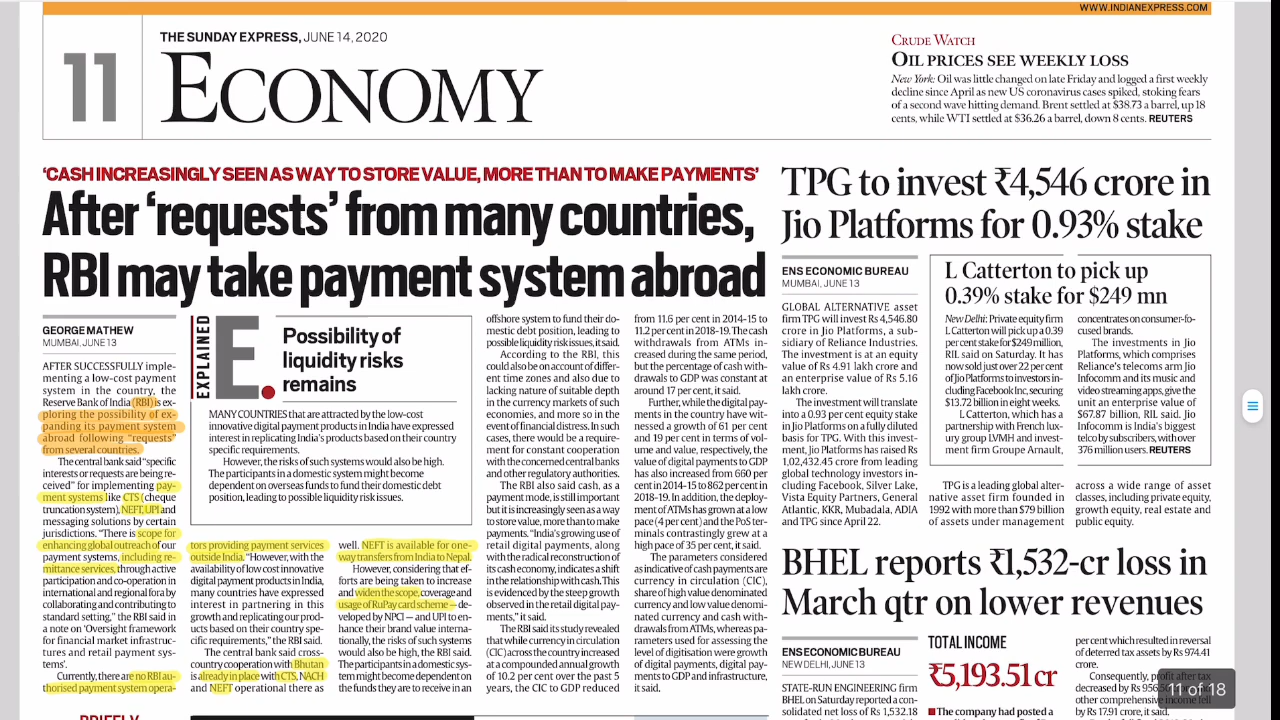 WWW.INDIANEXPRESS.COM
11
THE SUNDAY EXPRESS, JUNE 14, 2020
ECONOMY
CRUDE WATCH
OIL PRICES SEE WEEKLY LOSS
New York: Oil was little changed on late Friday and logged a first weekly
decline since April as new US coronavirus cases spiked, stoking fears
of a second wave hitting demand. Brent settled at $38.73 a barrel, up 18
cents, while WTI settled at $36.26 a barrel, down 8 cents. REUTERS
'CASH INCREASINGLY SEEN AS WAY TO STORE VALUE, MORE THAN TO MAKE PAYMENTS'
After 'requests' from many countries,
RBI may take payment system abroad
GEORGE MATHEW
MUMBAI, JUNE 13
AFTER SUCCESSFULLY imple-
menting a low-cost payment
system in the country, the
Reserve Bank of India (RBI) is ex-
ploring the possibility of ex-
panding its payment system
abroad following "requests"
from several countries.
The central bank said "specific
interests or requests are being re-
ceived" for implementing pay-
ment systems like CTS (cheque
truncation system), NEFT, UPI and
messaging solutions by certain
jurisdictions. "There is scope for
enhancing global outreach of our
payment systems, including re-
mittance services, through active
participation and co-operation in
international and regional fora by
collaborating and contributing to
standard setting," the RBI said in
a note on 'Oversight framework
for financial market infrastruc-
tures and retail payment sys-
tems'.
Currently, there are no RBI au-
thorised payment system opera-
EXPLAINED
E.
Possibility of
liquidity risks
remains
MANY COUNTRIES that are attracted by the low-cost
innovative digital payment products in India have expressed
interest in replicating India's products based on their country
specific requirements.
However, the risks of such systems would also be high.
The participants in a domestic system might become
dependent on overseas funds to fund their domestic debt
position, leading to possible liquidity risk issues.
tors providing payment services
outside India. "However, with the
availability of low cost innovative
digital payment products in India,
many countries have expressed
interest in partnering in this
growth and replicating our prod-
ucts based on their country spe-
cific requirements," the RBI said.
The central bank said cross-
country cooperation with Bhutan
is already in place with CTS, NACH
and NEFT operational there as
well. NEFT is available for one-
way transfers from India to Nepal.
However, considering that ef-
forts are being taken to increase
and widen the scope, coverage and
usage of RuPay card scheme — de-
veloped by NPCI — and UPI to en-
hance their brand value interna-
tionally, the risks of such systems
would also be high, the RBI said.
The participants in a domestic sys-
tem might become dependent on
the funds they are to receive in an
offshore system to fund their do-
mestic debt position, leading to
possible liquidity risk issues, it said.
According to the RBI, this
could also be on account of differ-
ent time zones and also due to
lacking nature of suitable depth
in the currency markets of such
economies, and more so in the
event of financial distress. In such
cases, there would be a require-
ment for constant cooperation
with the concerned central banks
and other regulatory authorities.
The RBI also said cash, as a
payment mode, is still important
but it is increasingly seen as a way
to store value, more than to make
payments. "India's growing use of
retail digital payments, along
with the radical reconstruction of
its cash economy, indicates a shift
in the relationship with cash. This
is evidenced by the steep growth
observed in the retail digital pay-
ments," it said.
The RBI said its study revealed
that while currency in circulation
(CIC) across the country increased
at a compounded annual growth
of 10.2 per cent over the past 5
years, the CIC to GDP reduced
from 11.6 per cent in 2014-15 to
11.2 per cent in 2018-19. The cash
withdrawals from ATMs in-
creased during the same period,
but the percentage of cash with-
drawals to GDP was constant at
around 17 per cent, it said.
Further, while the digital pay-
ments in the country have wit-
nessed a growth of 61 per cent
and 19 per cent in terms of vol-
ume and value, respectively, the
value of digital payments to GDP
has also increased from 660 per
cent in 2014-15 to 862 per cent in
2018-19. In addition, the deploy-
ment of ATMs has grown at a low
pace (4 per cent) and the PoS ter-
minals contrastingly grew at a
high pace of 35 per cent, it said.
The parameters considered
as indicative of cash payments are
currency in circulation (CIC),
share of high value denominated
currency and low value denomi-
nated currency and cash with-
drawals from ATMs, whereas pa-
rameters used for assessing the
level of digitisation were growth
of digital payments, digital pay-
ments to GDP and infrastructure,
it said.
TPG to invest ₹4,546 crore in
Jio Platforms for 0.93% stake
ENS ECONOMIC BUREAU
MUMBAI, JUNE 13
GLOBAL ALTERNATIVE asset
firm TPG will invest Rs 4,546.80
crore in Jio Platforms, a sub-
sidiary of Reliance Industries.
The investment is at an equity
value of Rs 4.91 lakh crore and
an enterprise value of Rs 5.16
lakh crore.
The investment will translate
into a 0.93 per cent equity stake
in Jio Platforms on a fully diluted
basis for TPG. With this invest-
ment, Jio Platforms has raised Rs
1,02,432.45 crore from leading
global technology investors in-
cluding Facebook, Silver Lake,
Vista Equity Partners, General
Atlantic, KKR, Mubadala, ADIA
and TPG since April 22.
L Catterton to pick up
0.39% stake for $249 mn
New Delhi: Private equity firm
L Catterton will pick up a 0.39
per cent stake for $249 million,
RIL said on Saturday. It has
now sold just over 22 per cent
of Jio Platforms to investors in-
cluding Facebook Inc, securing
$13.72 billion in eight weeks.
L Catterton, which has a
partnership with French lux-
ury group LVMH and invest-
ment firm Groupe Arnault,
concentrates on consumer-fo-
cused brands.
The investments in Jio
Platforms, which comprises
Reliance's telecoms arm Jio
Infocomm and its music and
video streaming apps, give the
unit an enterprise value of
$67.87 billion, RIL said. Jio
Infocomm is India's biggest
telco by subscribers, with over
376 million users. REUTERS
TPG is a leading global alter-
native asset firm founded in
1992 with more than $79 billion
of assets under management
across a wide range of asset
classes, including private equity,
growth equity, real estate and
public equity.
BHEL reports ₹1,532-cr loss in
March qtr on lower revenues
ENS ECONOMIC BUREAU
NEW DELHI, JUNE 13
STATE-RUN ENGINEERING firm
BHEL on Saturday reported a con-
solidated net loss of Rs 1,532.18
TOTAL INCOME
₹5,193.51 cr
The company had posted a
per cent which resulted in reversal
of deferred tax assets by Rs 974.41
crore.
Consequently, profit after tax
decreased by Rs
other comprehensive
by Rs 17.91 crore, it said.
11 of 18